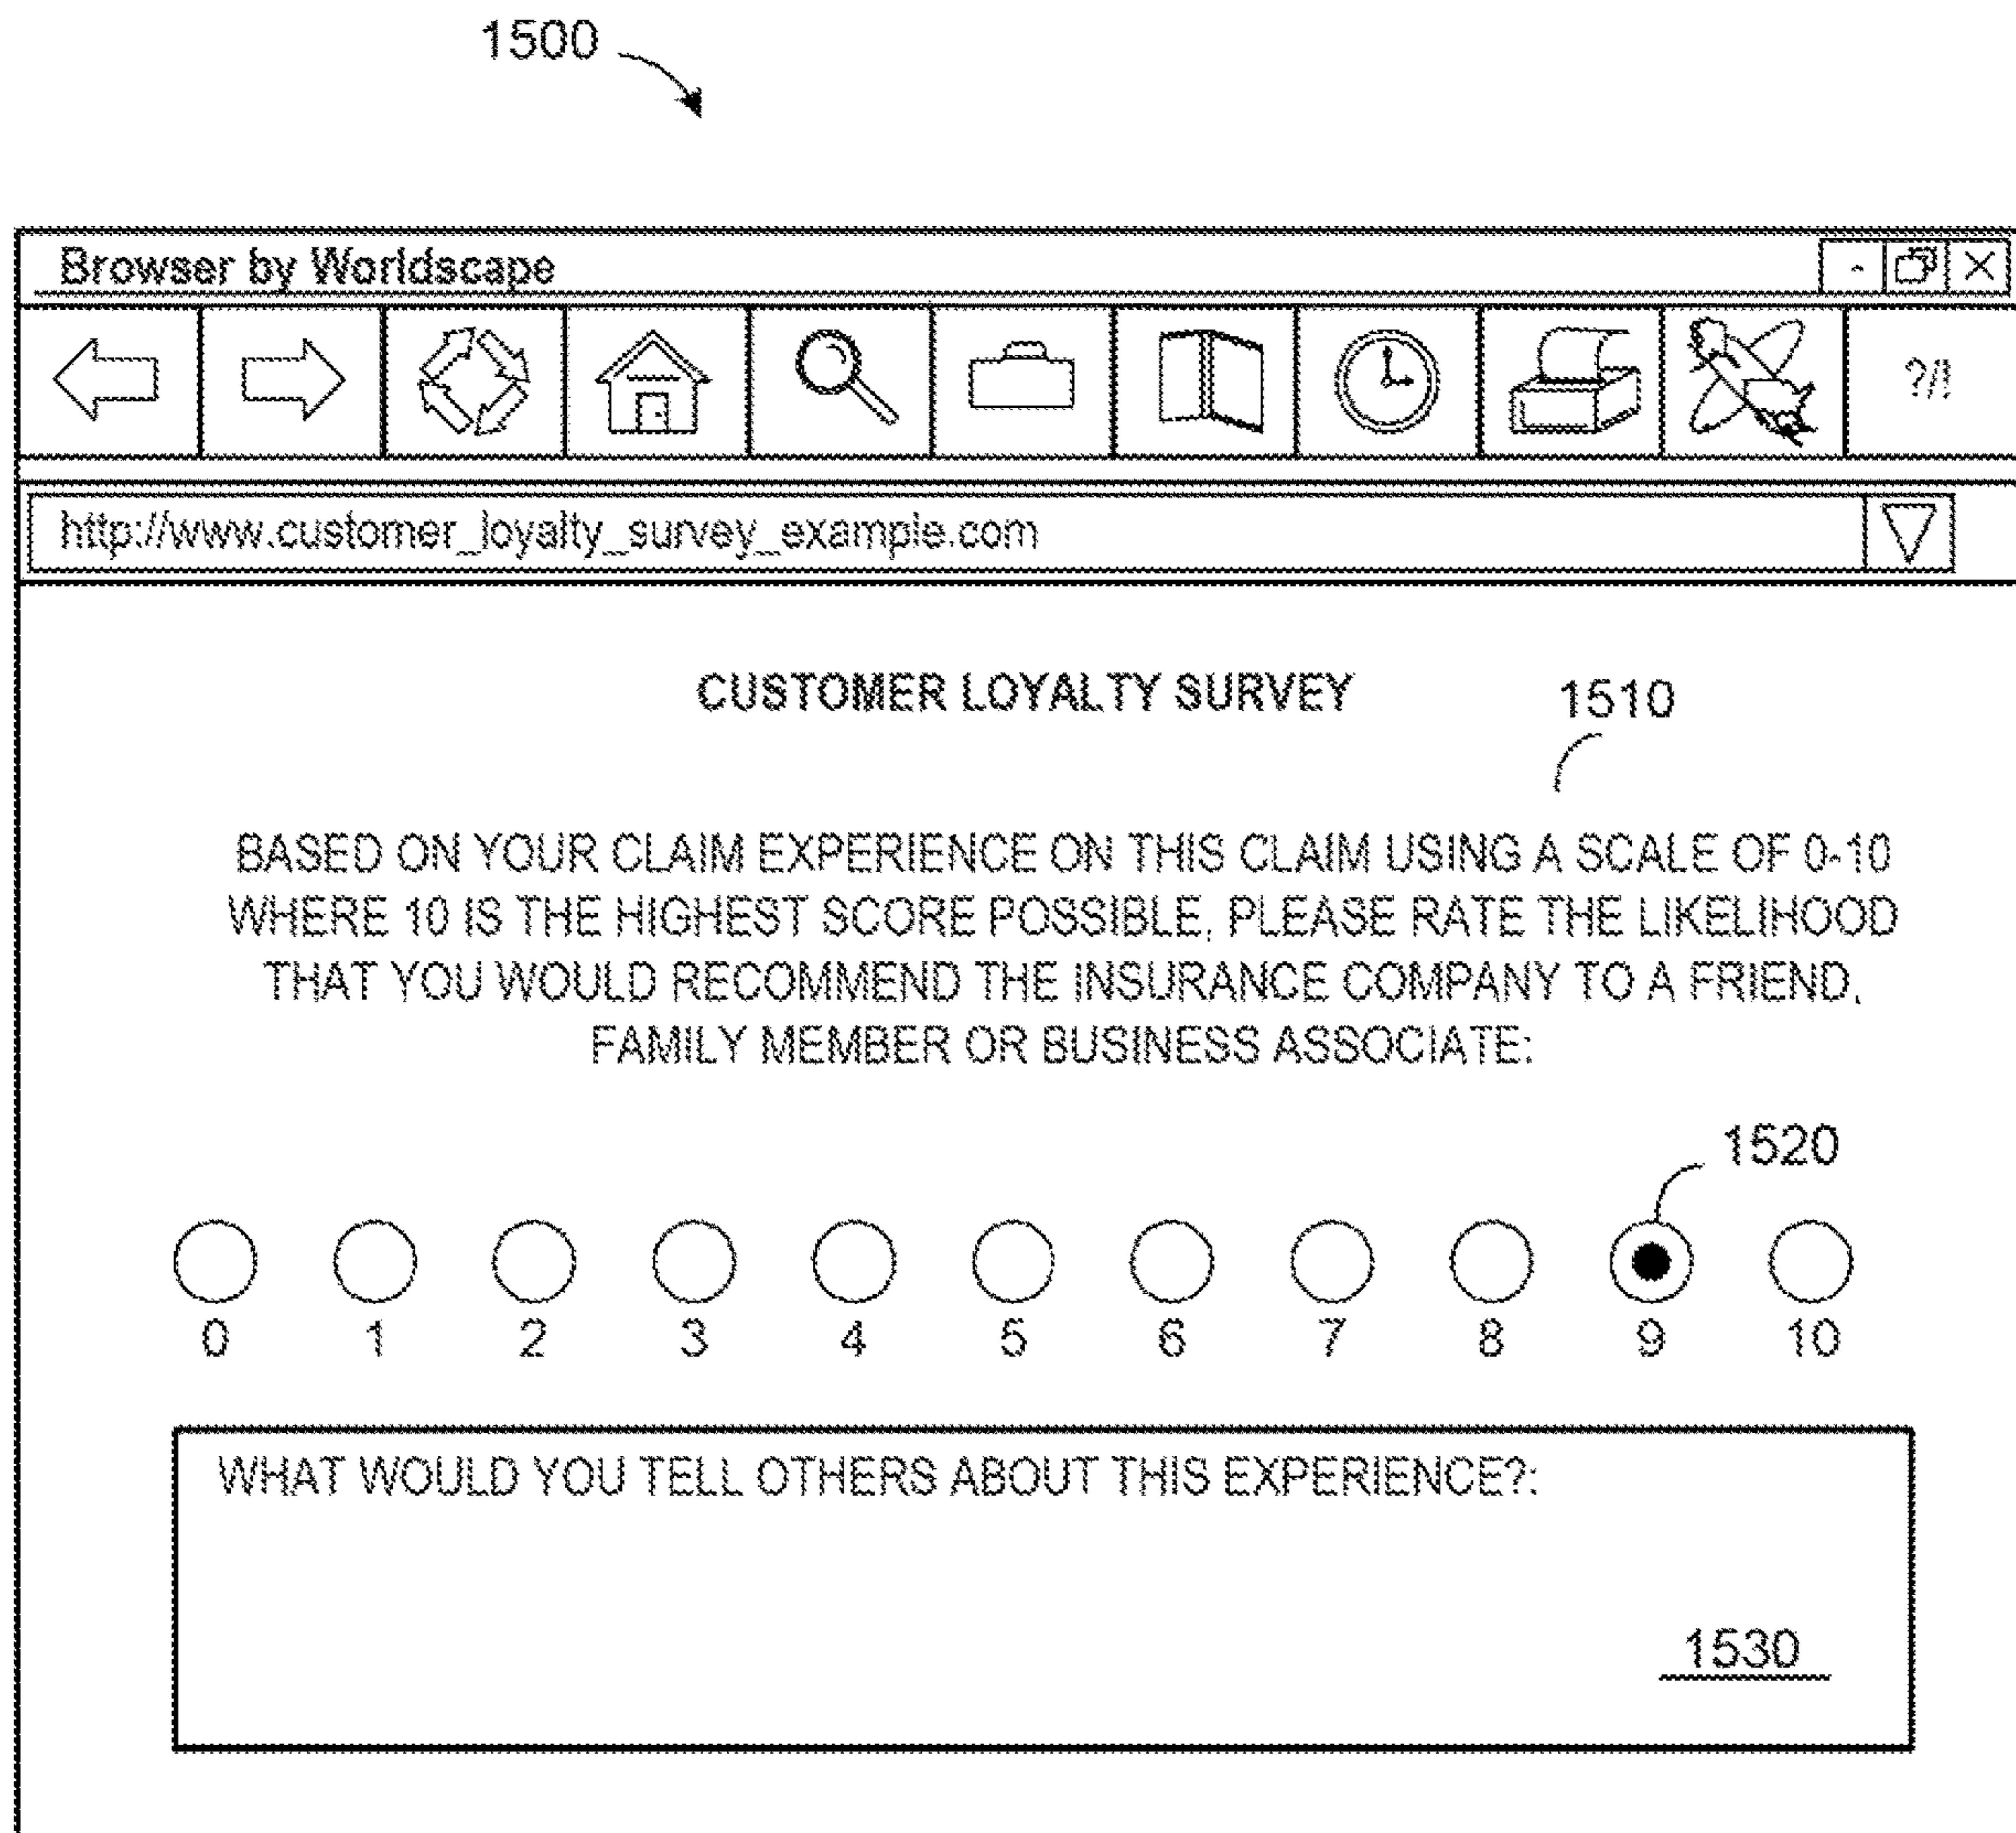 1500
Browser by Worldscape
?/!
http://www.customer_loyalty_survey_example.com
CUSTOMER LOYALTY SURVEY
1510
BASED ON YOUR CLAIM EXPERIENCE ON THIS CLAIM USING A SCALE OF 0-10
WHERE 10 IS THE HIGHEST SCORE POSSIBLE, PLEASE RATE THE LIKELIHOOD
THAT YOU WOULD RECOMMEND THE INSURANCE COMPANY TO A FRIEND,
FAMILY MEMBER OR BUSINESS ASSOCIATE:
1520
0 1 2 3 4 5 6 7 8 9 10
WHAT WOULD YOU TELL OTHERS ABOUT THIS EXPERIENCE?:
1530